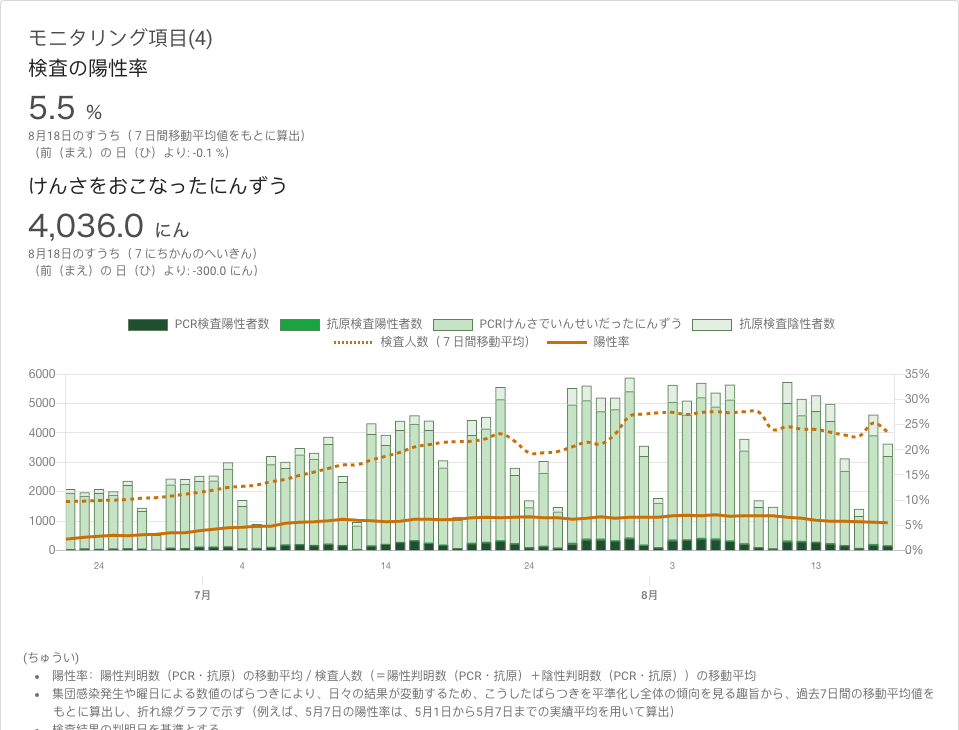 モニタリング項目(4)
検査の陽性率
5.5 %
8月18日のすうち（７日間移動平均値をもとに算出）
（前（まえ）の 日（ひ）より: -0.1 %）
けんさをおこなったにんずう
4,036.0 にん
8月18日のすうち（７にちかんのへいきん）
（前（まえ）の 日（ひ）より: -300.0 にん）
PCR検査陽性者数 抗原検査陽性者数 PCRけんさでいんせいだったにんずう 抗原検査陰性者数
検査人数（７日間移動平均） 陽性率
6000 35%
5000 30%
4000 25%
3000 20%
2000 15%
1000 10%
0 5%
0%
24 4 14 24 3 13
7月 8月
(ちゅうい)
• 陽性率：陽性判明数（PCR・抗原）の移動平均 / 検査人数（＝陽性判明数（PCR・抗原）＋陰性判明数（PCR・抗原））の移動平均
• 集団感染発生や曜日による数値のばらつきにより、日々の結果が変動するため、こうしたばらつきを平準化し全体の傾向を見る趣旨から、過去7日間の移動平均値を
もとに算出し、折れ線グラフで示す（例えば、5月7日の陽性率は、5月1日から5月7日までの実績平均を用いて算出）
• 検査結果の判明日を基準とする